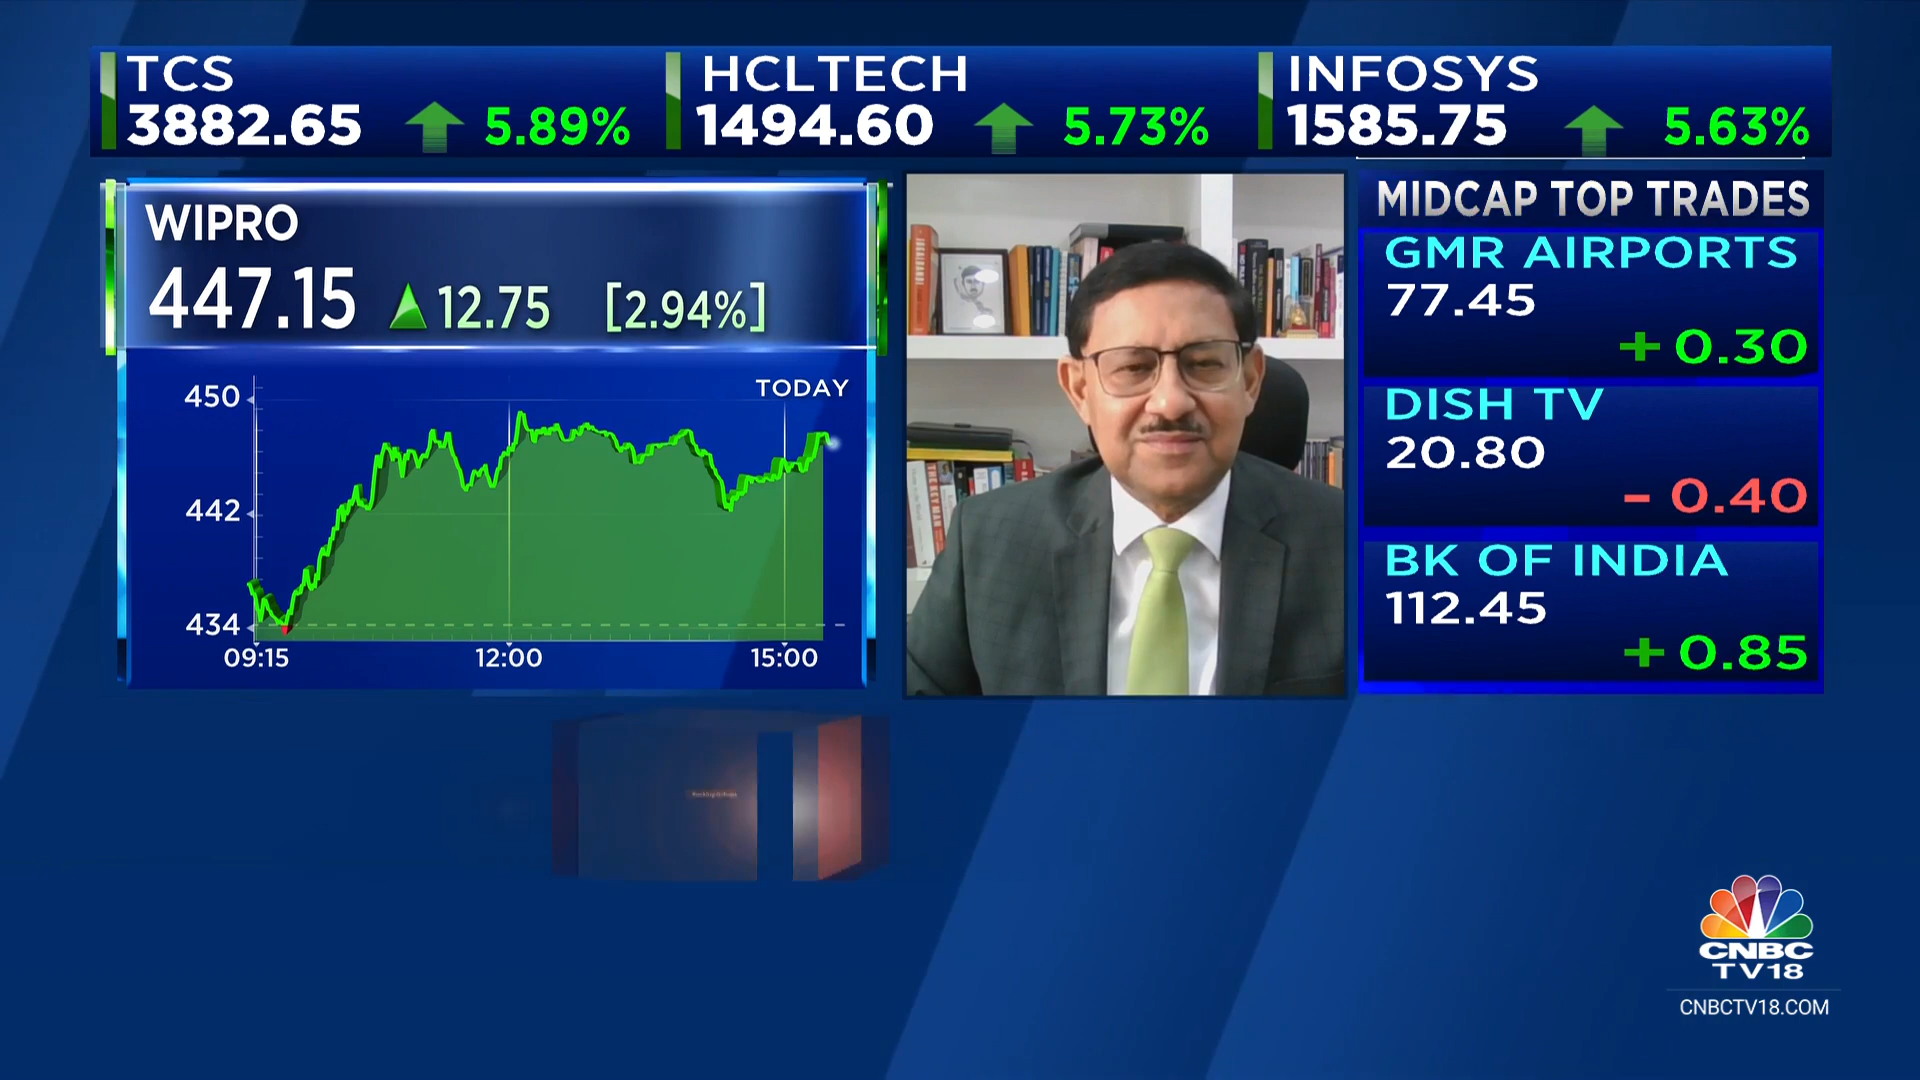 TCS
3882.65 5.89%
HCLTECH
1494.60 5.73%
INFOSYS
1585.75 5.63%
WIPRO
447.15 12.75 [2.94%]
TODAY
450
442
434
09:15 12:00 15:00
MIDCAP TOP TRADES
GMR AIRPORTS
77.45
+ 0.30
DISH TV
20.80
- 0.40
BK OF INDIA
112.45
+ 0.85
THE KEY MAN
CNBC
TV18
CNBCTV18.COM